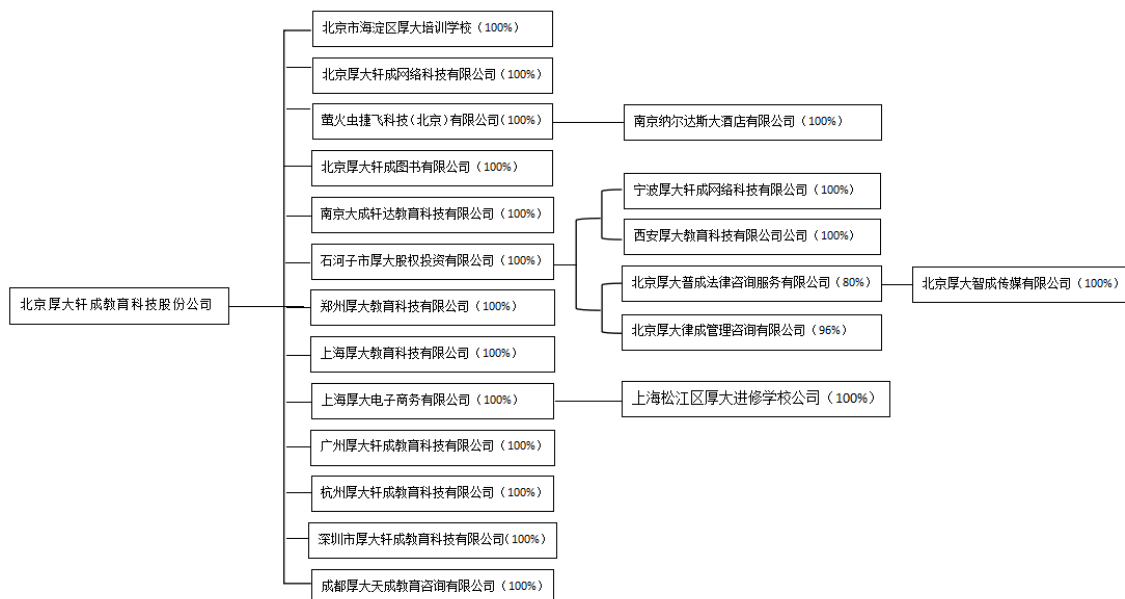 北京市海淀区厚大培训学校（100%）
北京厚大轩成网络科技有限公司（100%）
萤火虫捷飞科技（北京）有限公司（100%）
南京纳尔达斯大酒店有限公司（100%）
北京厚大轩成图书有限公司（100%）
宁波厚大轩成网络科技有限公司（100%）
南京大成轩达教育科技有限公司（100%）
西安厚大教育科技有限公司公司（100%）
石河子市厚大股权投资有限公司（100%）
北京厚大普成法律咨询服务有限公司（80%）
北京厚大智成传媒有限公司（100%）
北京厚大轩成教育科技股份公司
郑州厚大教育科技有限公司（100%）
北京厚大律成管理咨询有限公司（96%）
上海厚大教育科技有限公司（100%）
上海厚大电子商务有限公司（100%）
上海松江区厚大进修学校公司（100%）
广州厚大轩成教育科技有限公司（100%）
杭州厚大轩成教育科技有限公司（100%）
深圳市厚大轩成教育科技有限公司(100%）
成都厚大天成教育咨询有限公司（100%）